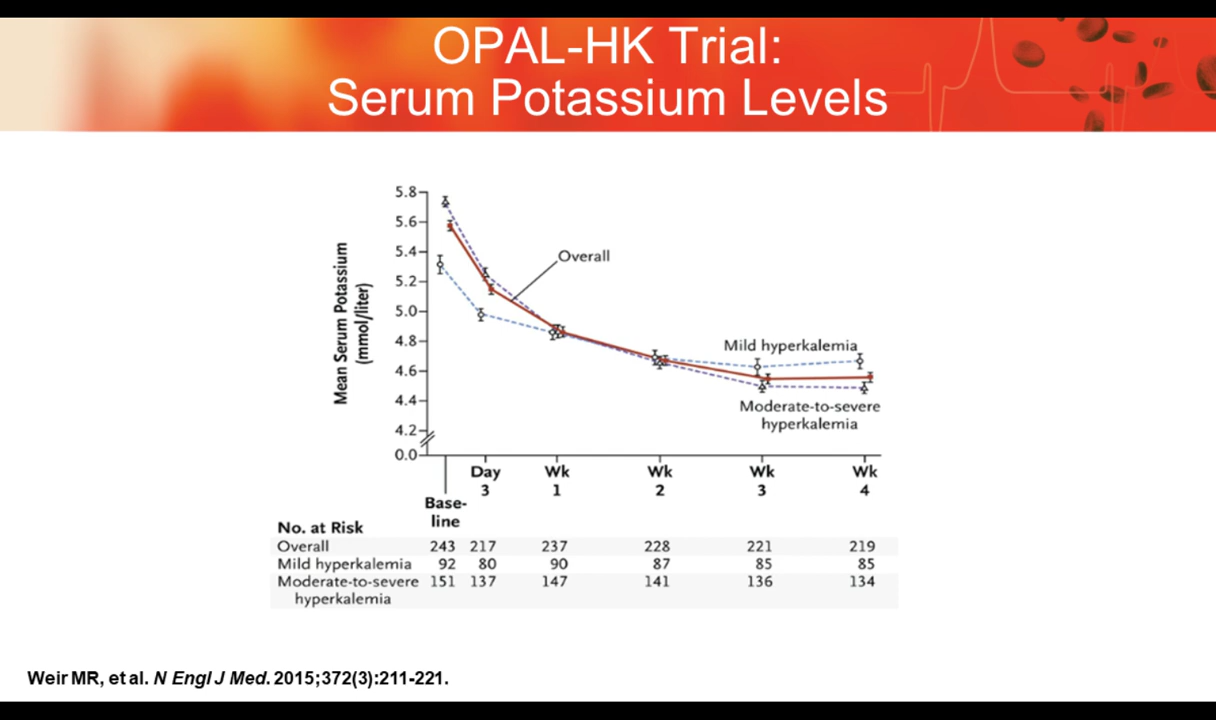 OPAL-HK Trial:
Serum Potassium Levels
Mean Serum Potassium
(mmol/liter)
5.8
5.6
5.4
5.2
5.0
4.8
4.6
4.4
4.2
0.0
Overall
Mild hyperkalemia
Moderate-to-severe
hyperkalemia
Base-
line
Day
3
Wk
1
Wk
2
Wk
3
Wk
4
No. at Risk
Overall 243 217 237 228 221 219
Mild hyperkalemia 92 80 90 87 85 85
Moderate-to-severe 151 137 147 141 136 134
hyperkalemia
Weir MR, et al. N Engl J Med. 2015;372(3):211-221.